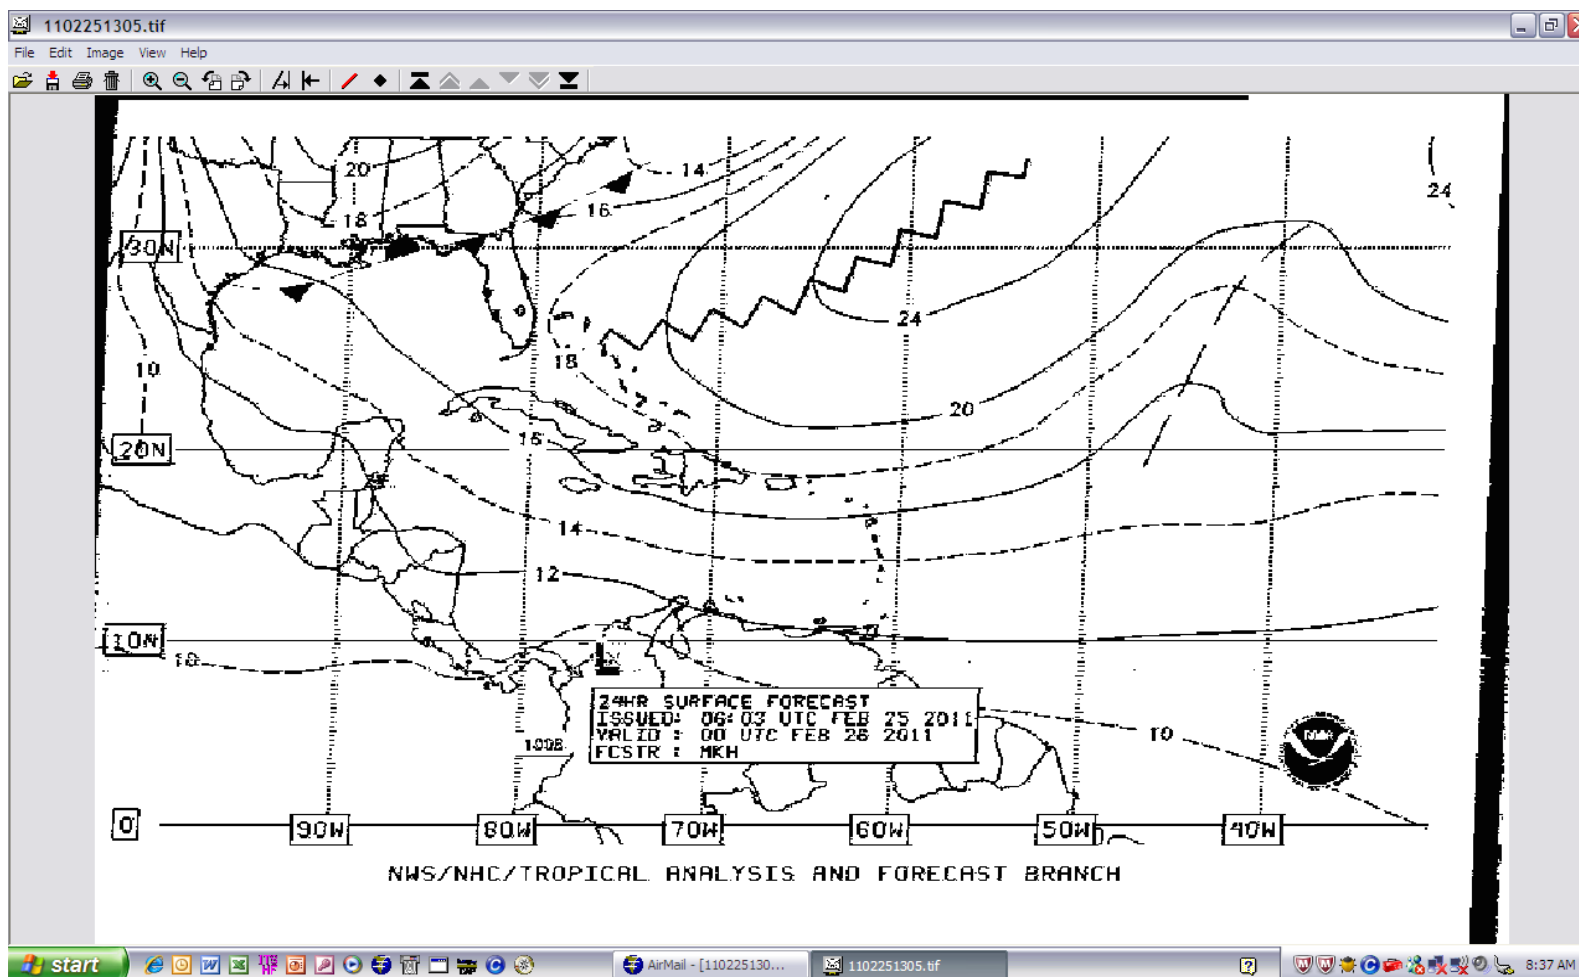 1102251305.tif
File Edit Image View Help
20
14
24
18
16
30N
24
10
18
20
16
20N
14
12
10N
10
L
24HR SURFACE FORECAST
ISSUED: 06:03 UTC FEB 25 2011
VALID : 00 UTC FEB 26 2011
FCSTR : MKH
1008
10
NOAA
0
90W 80W 70W 60W 50W 40W
NWS/NHC/TROPICAL ANALYSIS AND FORECAST BRANCH
start
AirMail - [110225130...
1102251305.tif
8:37 AM